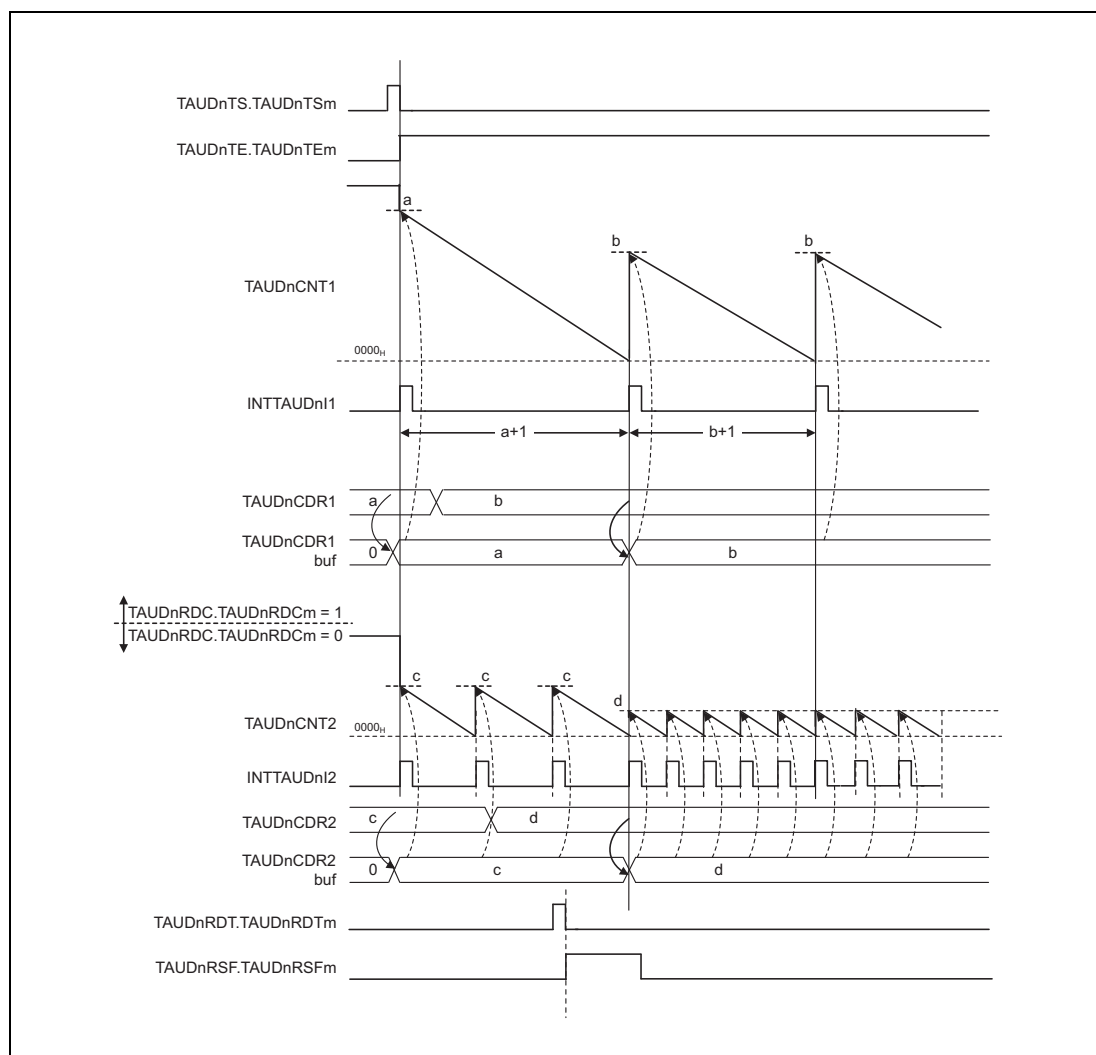 TAUDnTS.TAUDnTSm
TAUDnTE.TAUDnTEm
a
b
b
TAUDnCNT1
0000H
INTTAUDnI1
a+1
b+1
TAUDnCDR1
a
b
TAUDnCDR1
buf
0
a
b
TAUDnRDC.TAUDnRDCm = 1
TAUDnRDC.TAUDnRDCm = 0
c
c
c
d
TAUDnCNT2
0000H
INTTAUDnI2
TAUDnCDR2
c
d
TAUDnCDR2
buf
0
c
d
TAUDnRDT.TAUDnRDTm
TAUDnRSF.TAUDnRSFm